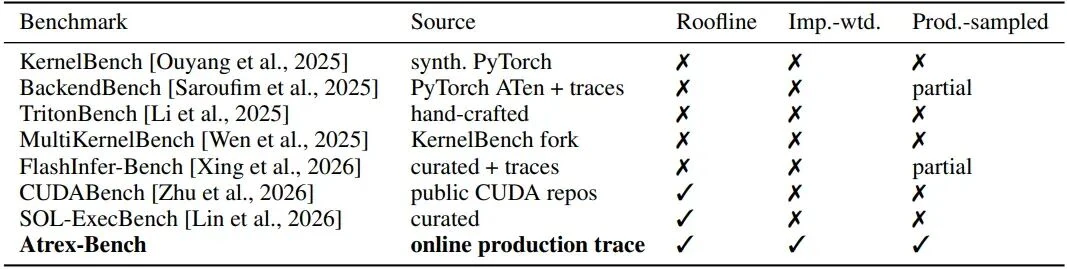 Benchmark Source Roofline Imp.-wtd. Prod.-sampled
KernelBench [Ouyang et al., 2025] synth. PyTorch ✗ ✗ ✗
BackendBench [Saroufim et al., 2025] PyTorch ATen + traces ✗ ✗ partial
TritonBench [Li et al., 2025] hand-crafted ✗ ✗ ✗
MultiKernelBench [Wen et al., 2025] KernelBench fork ✗ ✗ ✗
FlashInfer-Bench [Xing et al., 2026] curated + traces ✗ ✗ partial
CUDABench [Zhu et al., 2026] public CUDA repos ✓ ✗ ✗
SOL-ExecBench [Lin et al., 2026] curated ✓ ✗ ✗
Atrex-Bench online production trace ✓ ✓ ✓